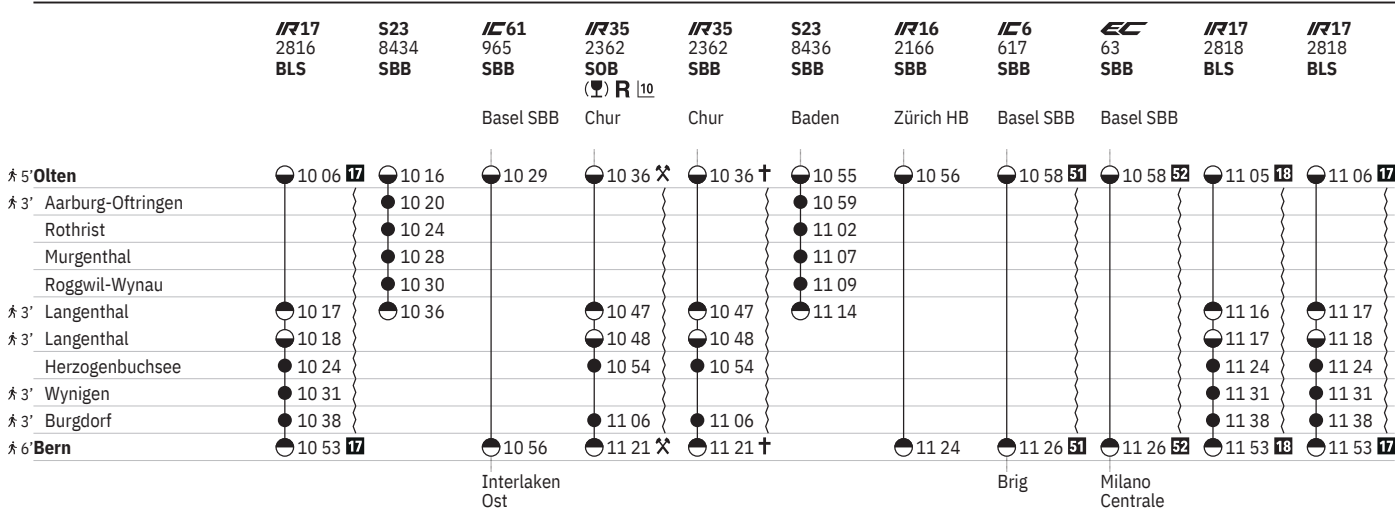 IR17 S23 IC61 IR35 IR35 S23 IR16 IC6 EC IR17 IR17
2816 8434 965 2362 2362 8436 2166 617 63 2818 2818
BLS SBB SBB SOB SBB SBB SBB SBB SBB BLS BLS
R 10
Basel SBB Chur Chur Baden Zürich HB Basel SBB Basel SBB
5' Olten 10 06 17 10 16 10 29 10 36 10 36 10 55 10 56 10 58 51 10 58 52 11 05 18 11 06 17
3' Aarburg-Oftringen 10 20 10 59
Rothrist 10 24 11 02
Murgenthal 10 28 11 07
Roggwil-Wynau 10 30 11 09
3' Langenthal 10 17 10 36 10 47 10 47 11 14 11 16 11 17
3' Langenthal 10 18 10 48 10 48 11 17 11 18
Herzogenbuchsee 10 24 10 54 10 54 11 24 11 24
3' Wynigen 10 31 11 31 11 31
3' Burgdorf 10 38 11 06 11 06 11 38 11 38
6' Bern 10 53 17 10 56 11 21 11 21 11 24 11 26 51 11 26 52 11 53 18 11 53 17
Interlaken Brig Milano
Ost Centrale